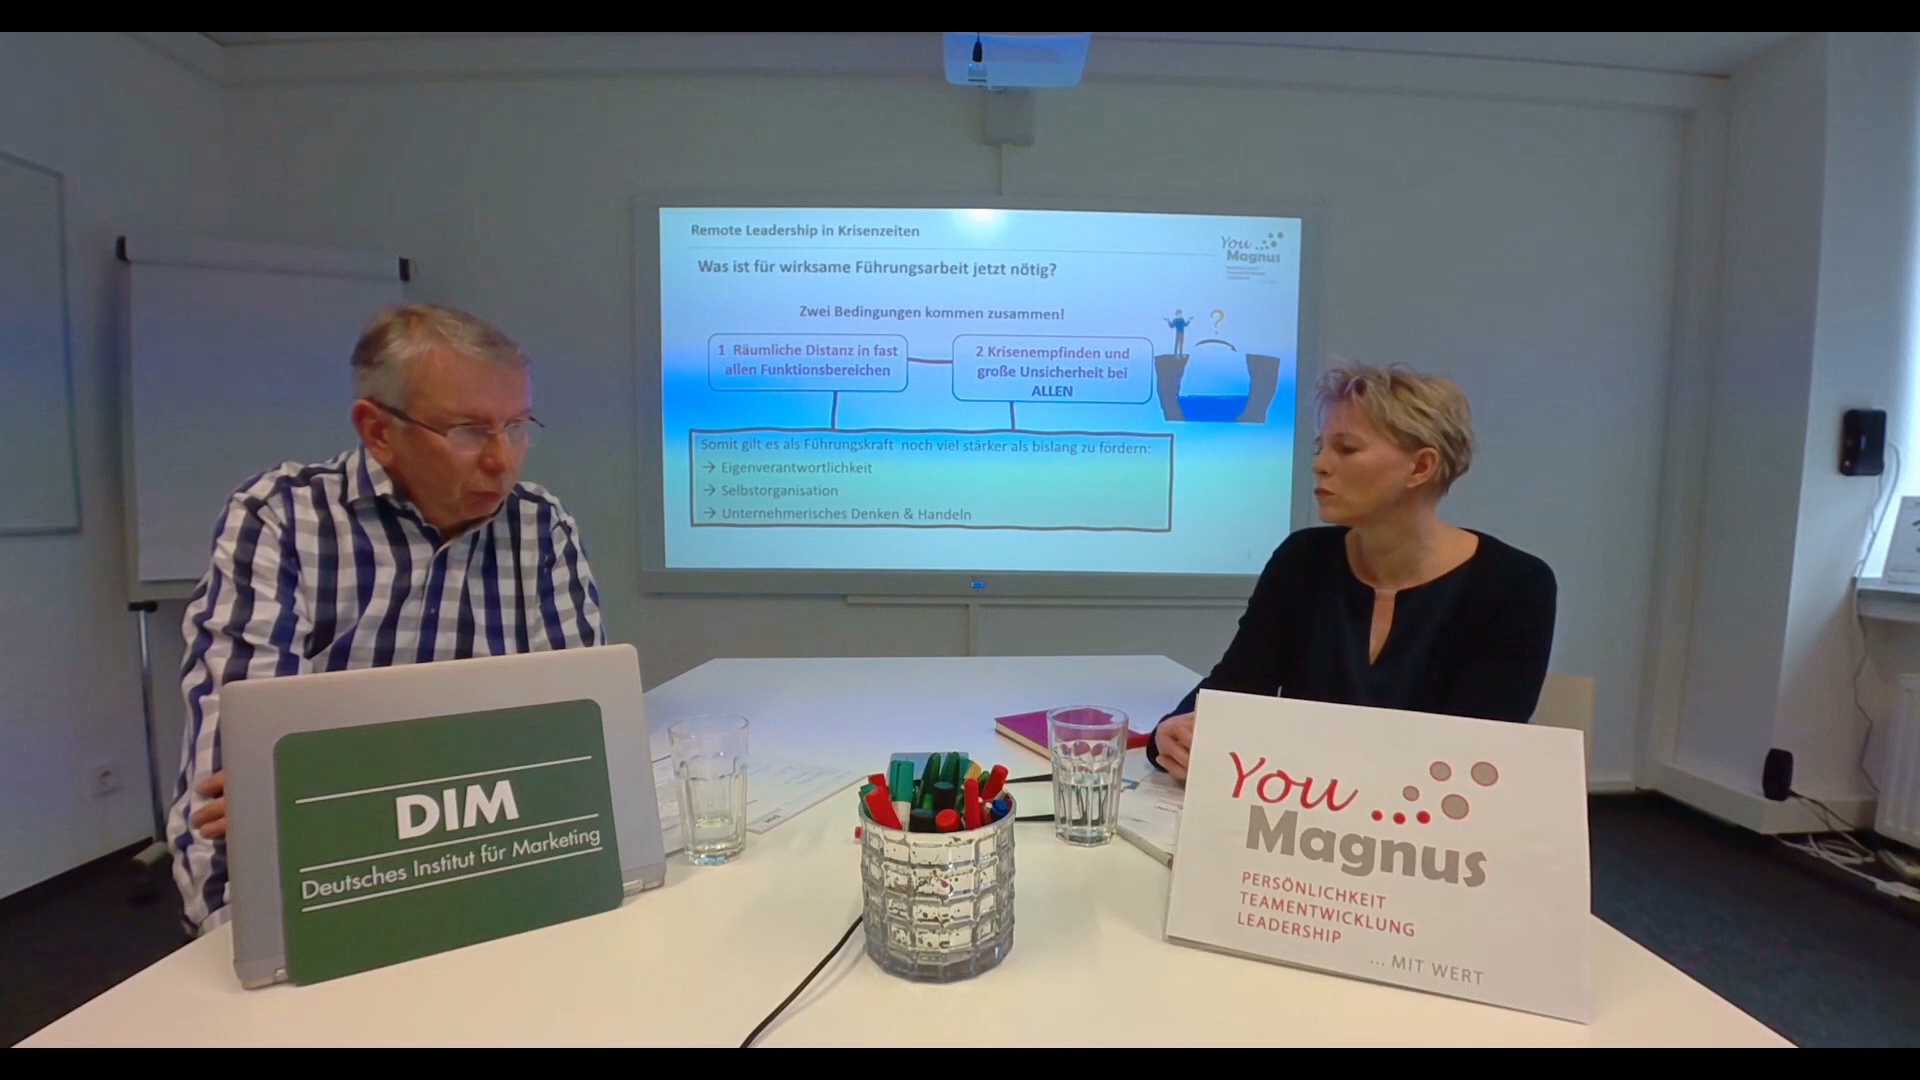 Remote Leadership in Krisenzeiten
You
Magnus
Was ist für wirksame Führungsarbeit jetzt nötig?
Zwei Bedingungen kommen zusammen!
?
1 Räumliche Distanz in fast
allen Funktionsbereichen
2 Krisenempfinden und
große Unsicherheit bei
ALLEN
Somit gilt es als Führungskraft noch viel stärker als bislang zu fördern:
→ Eigenverantwortlichkeit
→ Selbstorganisation
→ Unternehmerisches Denken & Handeln
DIM
Deutsches Institut für Marketing
You
Magnus
PERSÖNLICHKEIT
TEAMENTWICKLUNG
LEADERSHIP
... MIT WERT